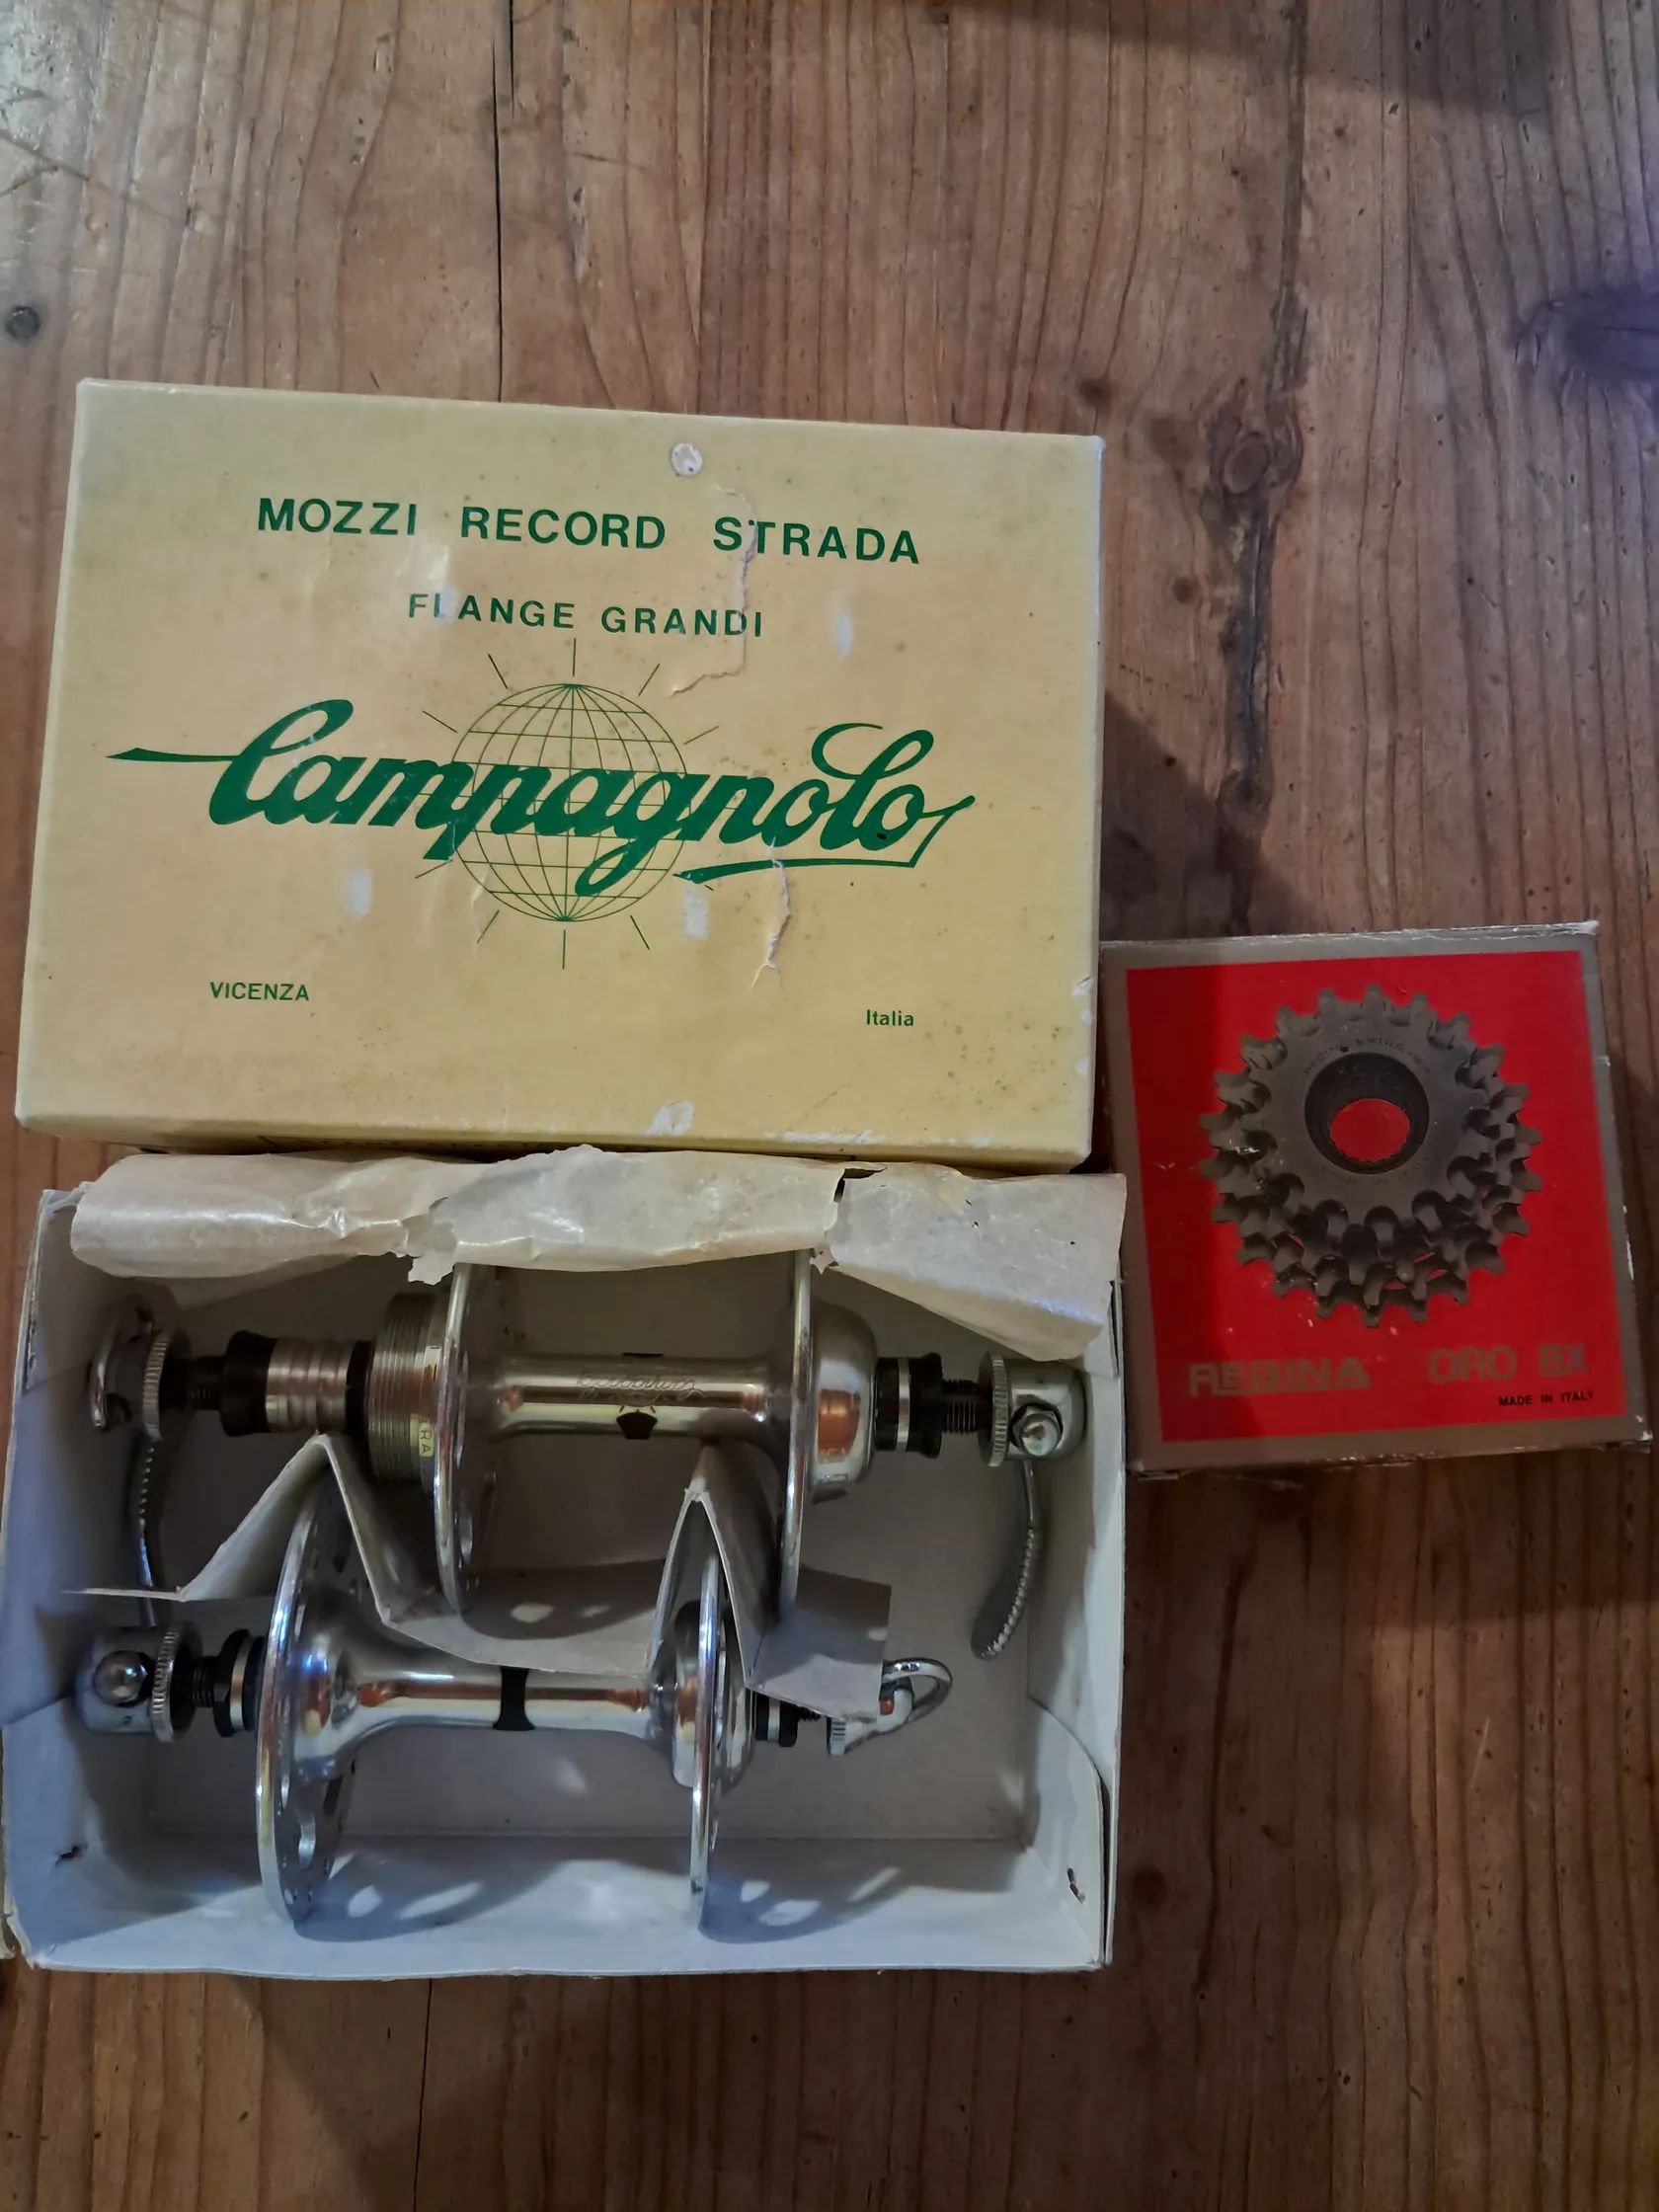 MOZZI RECORD STRADA
FLANGE GRANDI
Campagnolo
VICENZA
Italia
REGINA ORO BX
MADE IN ITALY